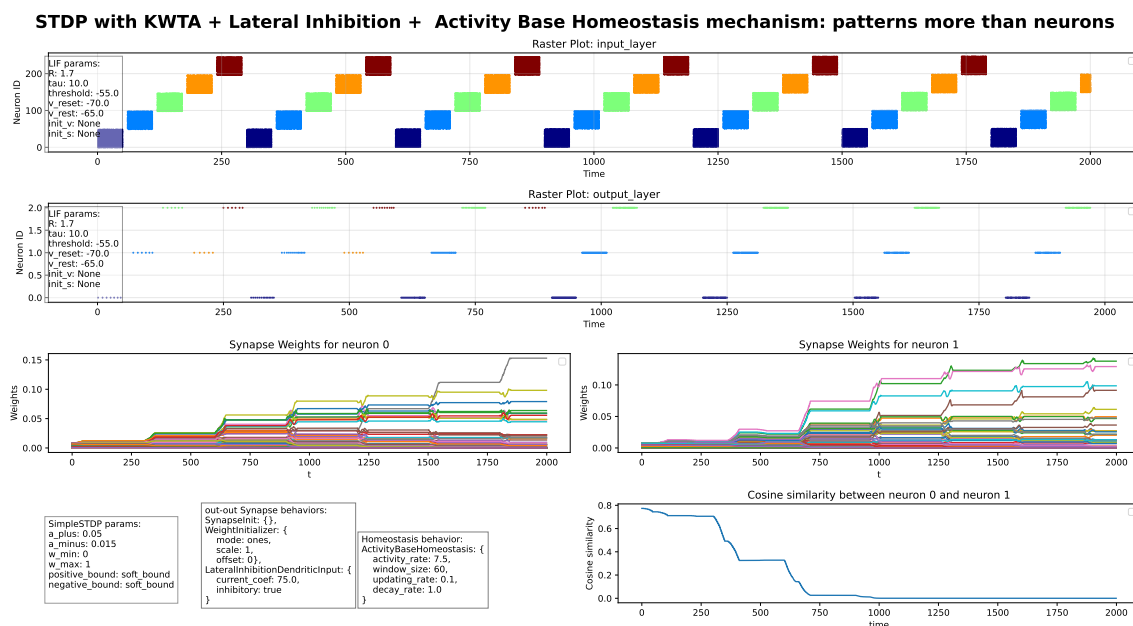 STDP with KWTA + Lateral Inhibition +  Activity Base Homeostasis mechanism: patterns more than neurons
Raster Plot: input_layer
Neuron ID
200
100
0
LIF params:
R: 1.7
tau: 10.0
threshold: -55.0
v_reset: -70.0
v_rest: -65.0
init_v: None
init_s: None
0 250 500 750 1000 1250 1500 1750 2000
Time
Raster Plot: output_layer
Neuron ID
2.0
1.5
1.0
0.5
0.0
LIF params:
R: 1.7
tau: 10.0
threshold: -55.0
v_reset: -70.0
v_rest: -65.0
init_v: None
init_s: None
0 250 500 750 1000 1250 1500 1750 2000
Time
Synapse Weights for neuron 0
Weights
0.15
0.10
0.05
0.00
0 250 500 750 1000 1250 1500 1750 2000
t
Synapse Weights for neuron 1
Weights
0.10
0.05
0.00
0 250 500 750 1000 1250 1500 1750 2000
t
SimpleSTDP params:
a_plus: 0.05
a_minus: 0.015
w_min: 0
w_max: 1
positive_bound: soft_bound
negative_bound: soft_bound
out-out Synapse behaviors:
SynapseInit: {},
WeightInitializer: {
mode: ones,
scale: 1,
offset: 0},
LateralInhibitionDendriticInput: {
current_coef: 75.0,
inhibitory: true
}
Homeostasis behavior:
ActivityBaseHomeostasis: {
activity_rate: 7.5,
window_size: 60,
updating_rate: 0.1,
decay_rate: 1.0
}
Cosine similarity between neuron 0 and neuron 1
Cosine similarity
0.8
0.6
0.4
0.2
0.0
0 250 500 750 1000 1250 1500 1750 2000
time